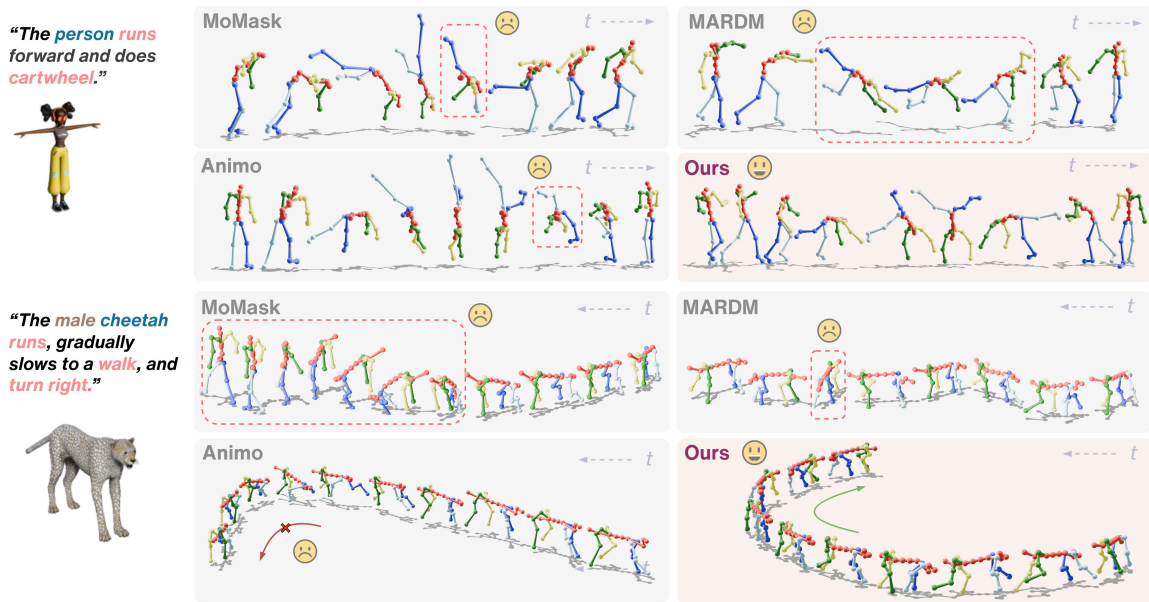 “The person runs
forward and does
cartwheel.”
MoMask
t
MARDM
t
Animo
t
Ours
t
“The male cheetah
runs, gradually
slows to a walk, and
turn right.”
MoMask
t
MARDM
t
Animo
t
t
Ours
t